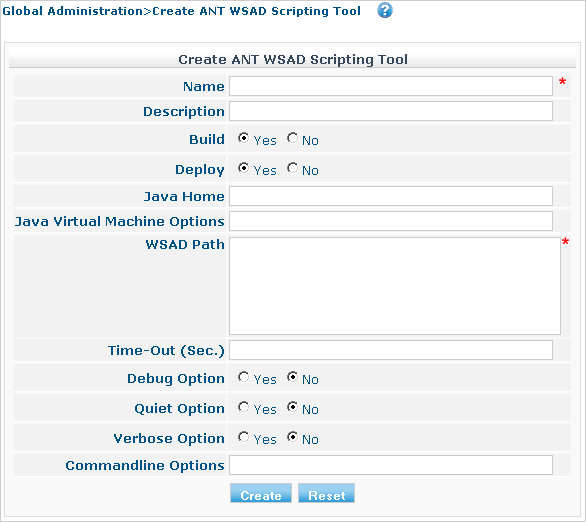 Global Administration>Create ANT WSAD Scripting Tool ?
Create ANT WSAD Scripting Tool
Name *
Description
Build Yes No
Deploy Yes No
Java Home
Java Virtual Machine Options
WSAD Path *
Time-Out (Sec.)
Debug Option Yes No
Quiet Option Yes No
Verbose Option Yes No
Commandline Options
Create Reset